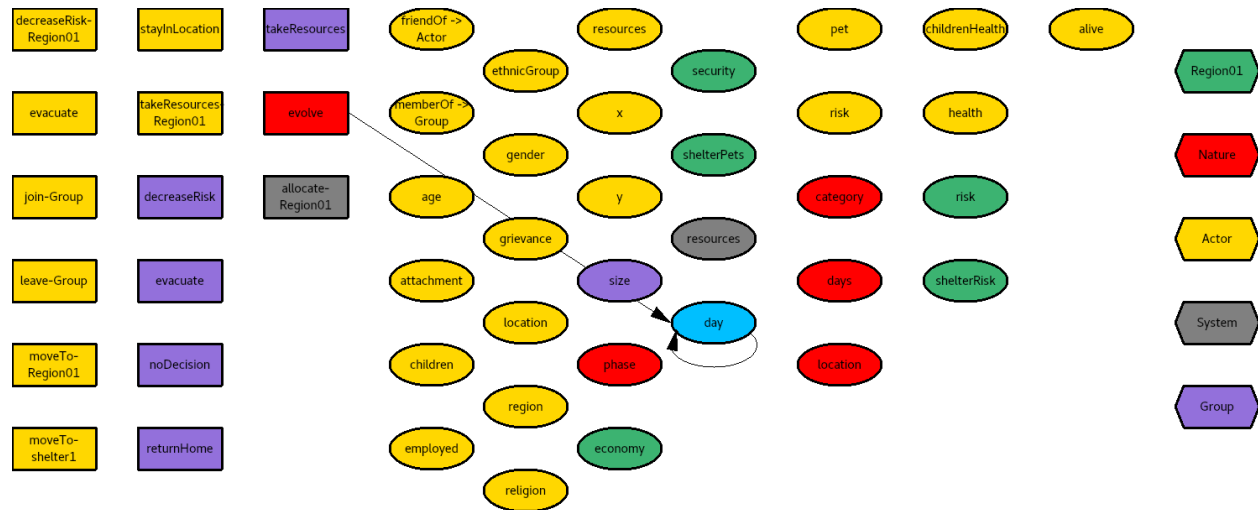 decreaseRisk-
Region01
stayInLocation
takeResources
friendOf ->
Actor
resources
pet
childrenHealth
alive
ethnicGroup
security
Region01
evacuate
takeResources-
Region01
evolve
memberOf ->
Group
x
risk
health
gender
shelterPets
Nature
join-Group
decreaseRisk
allocate-
Region01
age
y
category
risk
grievance
resources
Actor
leave-Group
evacuate
attachment
size
days
shelterRisk
location
day
System
moveTo-
Region01
noDecision
children
phase
location
region
Group
moveTo-
shelter1
returnHome
employed
economy
religion